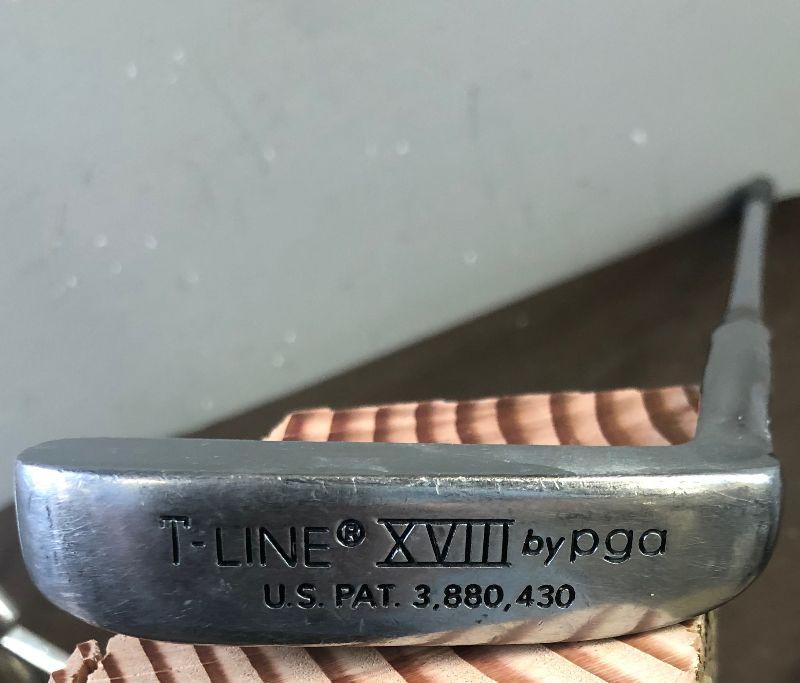 T-LINE® XVIII by pga
U.S. PAT. 3,880,430